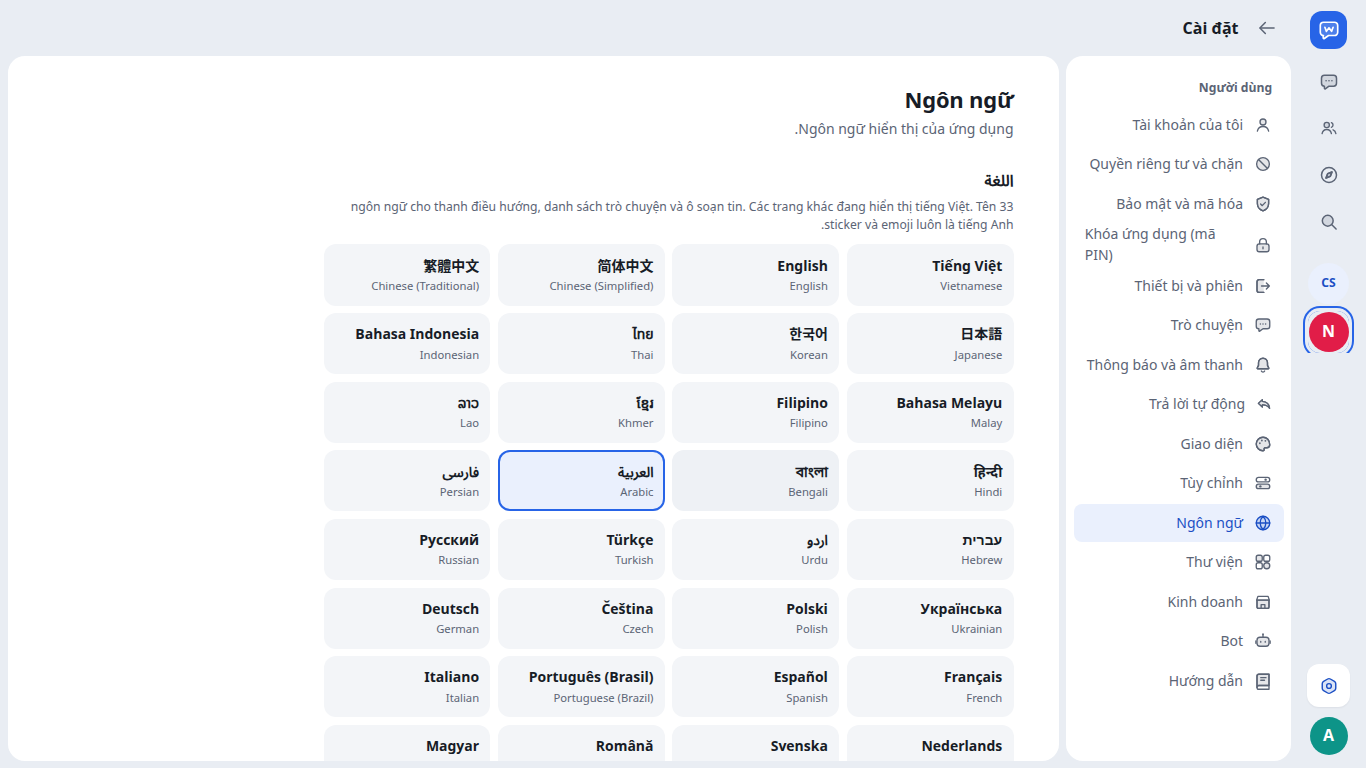 Cài đặt
Người dùng
Tài khoản của tôi
Quyền riêng tư và chặn
Bảo mật và mã hóa
Khóa ứng dụng (mã
PIN)
Thiết bị và phiên
Trò chuyện
Thông báo và âm thanh
Trả lời tự động
Giao diện
Tùy chỉnh
Ngôn ngữ
Thư viện
Kinh doanh
Bot
Hướng dẫn
CS
N
A
Ngôn ngữ
Ngôn ngữ hiển thị của ứng dụng.
اللغة
33 ngôn ngữ cho thanh điều hướng, danh sách trò chuyện và ô soạn tin. Các trang khác đang hiển thị tiếng Việt. Tên
sticker và emoji luôn là tiếng Anh.
Tiếng Việt
Vietnamese
English
English
简体中文
Chinese (Simplified)
繁體中文
Chinese (Traditional)
日本語
Japanese
한국어
Korean
ไทย
Thai
Bahasa Indonesia
Indonesian
Bahasa Melayu
Malay
Filipino
Filipino
ខ្មែរ
Khmer
ລາວ
Lao
हिन्दी
Hindi
বাংলা
Bengali
العربية
Arabic
فارسی
Persian
עברית
Hebrew
اردو
Urdu
Türkçe
Turkish
Русский
Russian
Українська
Ukrainian
Polski
Polish
Čeština
Czech
Deutsch
German
Français
French
Español
Spanish
Português (Brasil)
Portuguese (Brazil)
Italiano
Italian
Nederlands
Svenska
Română
Magyar